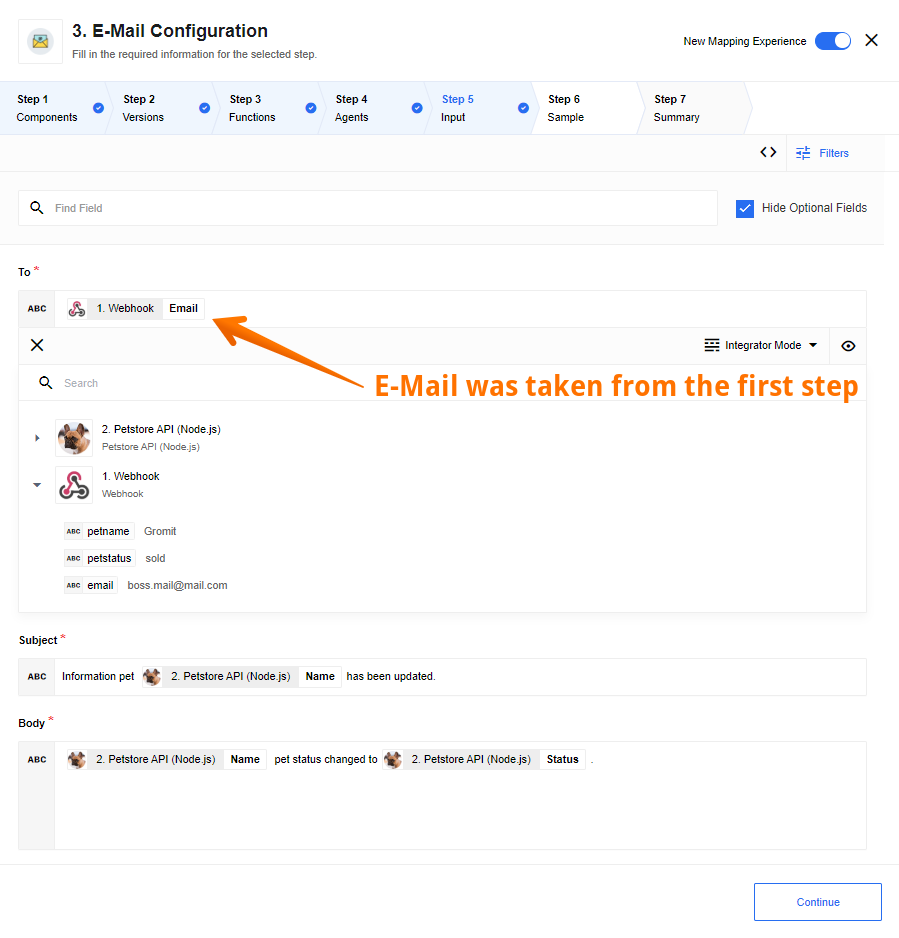 3. E-Mail Configuration
Fill in the required information for the selected step.
New Mapping Experience
Step 1
Components
Step 2
Versions
Step 3
Functions
Step 4
Agents
Step 5
Input
Step 6
Sample
Step 7
Summary
Filters
Find Field
Hide Optional Fields
To *
ABC 1. Webhook Email
Integrator Mode
Search
E-Mail was taken from the first step
2. Petstore API (Node.js)
Petstore API (Node.js)
1. Webhook
Webhook
ABC petname Gromit
ABC petstatus sold
ABC email boss.mail@mail.com
Subject *
ABC Information pet 2. Petstore API (Node.js) Name has been updated.
Body *
ABC 2. Petstore API (Node.js) Name pet status changed to 2. Petstore API (Node.js) Status .
Continue